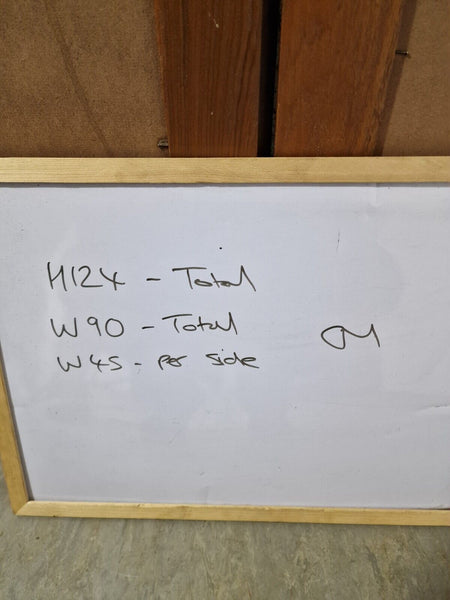 H124 - Total
W90 - Total
W45 - per side